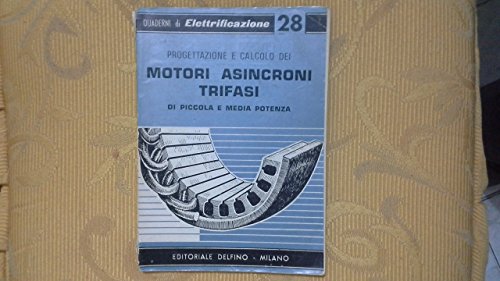 QUADERNI di Elettrificazione 28
PROGETTAZIONE E CALCOLO DEI
MOTORI ASINCRONI
TRIFASI
DI PICCOLA E MEDIA POTENZA
EDITORIALE DELFINO - MILANO